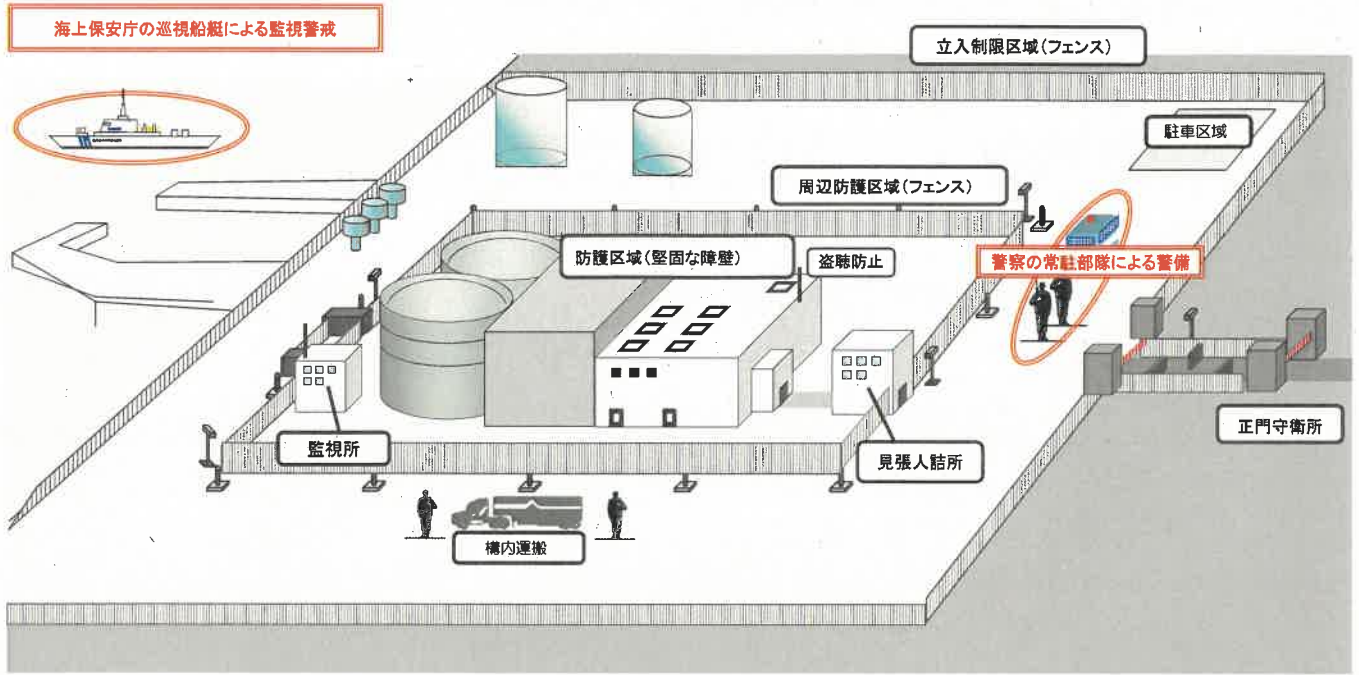 海上保安庁の巡視船艇による監視警戒
立入制限区域(フェンス)
駐車区域
周辺防護区域(フェンス)
防護区域(堅固な障壁)
盗聴防止
警察の常駐部隊による警備
正門守衛所
監視所
見張人詰所
構内運搬